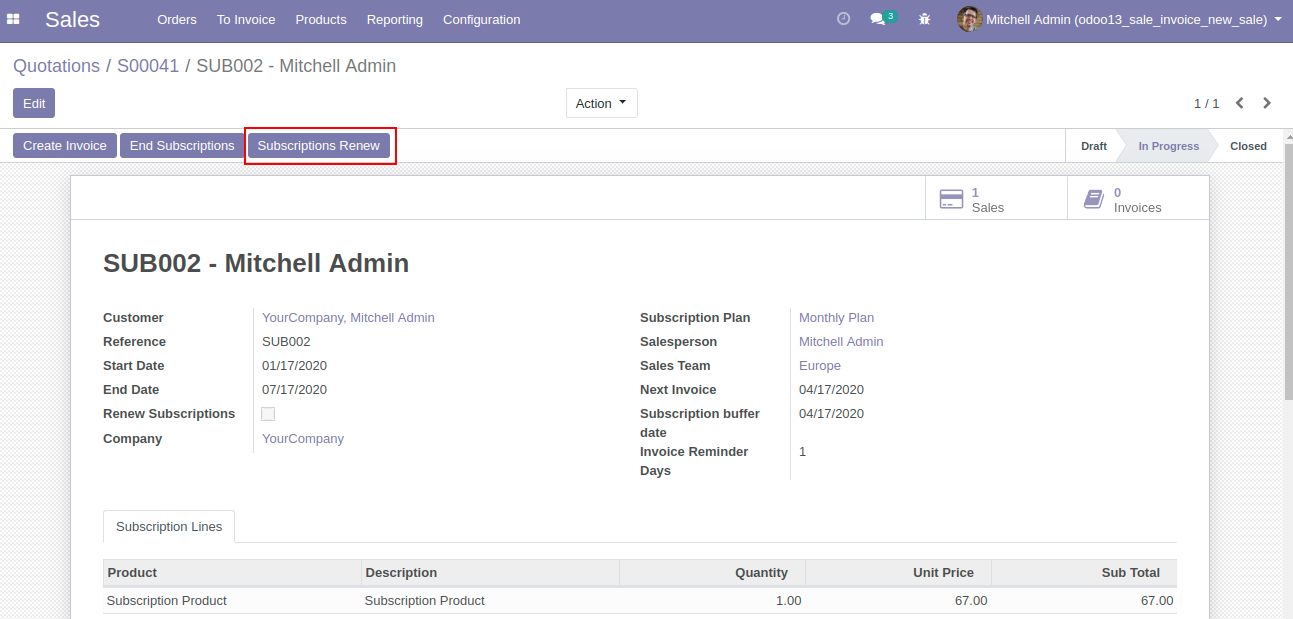 Sales Orders To Invoice Products Reporting Configuration 3 Mitchell Admin (odoo13_sale_invoice_new_sale)
Quotations / S00041 / SUB002 - Mitchell Admin
Edit Action 1 / 1
Create Invoice End Subscriptions Subscriptions Renew Draft In Progress Closed
1 Sales
0 Invoices
SUB002 - Mitchell Admin
Customer YourCompany, Mitchell Admin
Reference SUB002
Start Date 01/17/2020
End Date 07/17/2020
Renew Subscriptions
Company YourCompany
Subscription Plan Monthly Plan
Salesperson Mitchell Admin
Sales Team Europe
Next Invoice 04/17/2020
Subscription buffer 04/17/2020
date
Invoice Reminder 1
Days
Subscription Lines
Product Description Quantity Unit Price Sub Total
Subscription Product Subscription Product 1.00 67.00 67.00